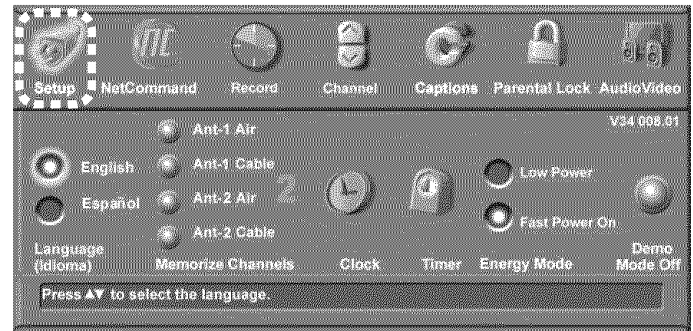 Setup NetCommand Record Channel Captions Parental Lock AudioVideo
V34 008.01
English
Español
Language
(Idioma)
Ant-1 Air
Ant-1 Cable
Ant-2 Air
Ant-2 Cable
2
Memorize Channels
Clock
Timer
Low Power
Fast Power On
Energy Mode
Demo
Mode Off
Press ▲▼ to select the language.